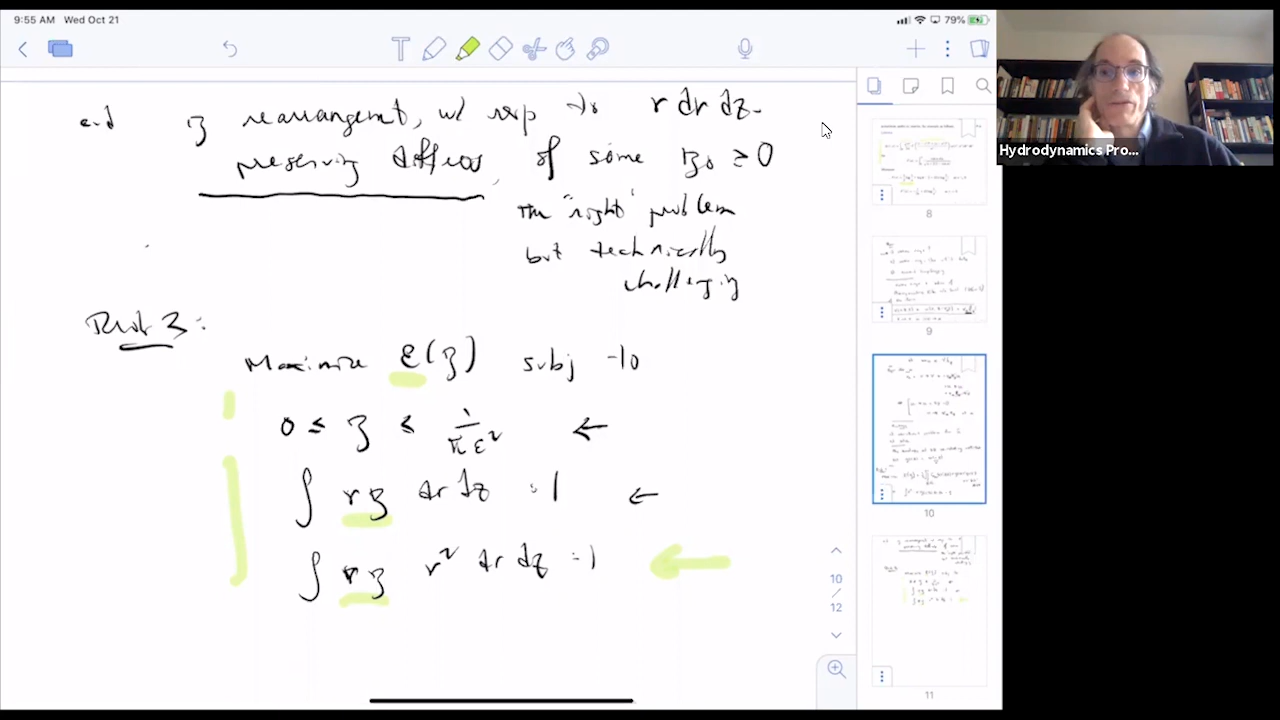 9:55 AM Wed Oct 21
79%
and ζ rearrangement, w/ resp to r dr dz-
preserving diffeos, of some ζ₀ ≥ 0
the "right" problem
but technically
challenging
Maximize ℰ(ζ) subj to
0 ≤ ζ ≤ 1/πε² ←
∫ rζ dr dz = 1 ←
∫ rζ r² dr dz = 1 ←
Hydrodynamics Pro...
8
9
10
10
/
12
11